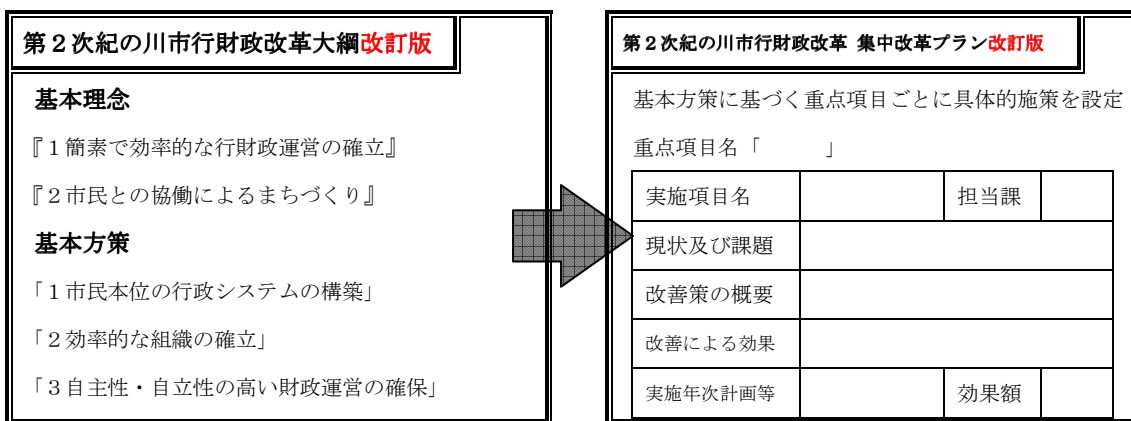 第２次紀の川市行財政改革大綱改訂版
基本理念
『１簡素で効率的な行財政運営の確立』
『２市民との協働によるまちづくり』
基本方策
「１市民本位の行政システムの構築」
「２効率的な組織の確立」
「３自主性・自立性の高い財政運営の確保」
第２次紀の川市行財政改革 集中改革プラン改訂版
基本方策に基づく重点項目ごとに具体的施策を設定
重点項目名「　　　」
実施項目名 担当課
現状及び課題
改善策の概要
改善による効果
実施年次計画等 効果額